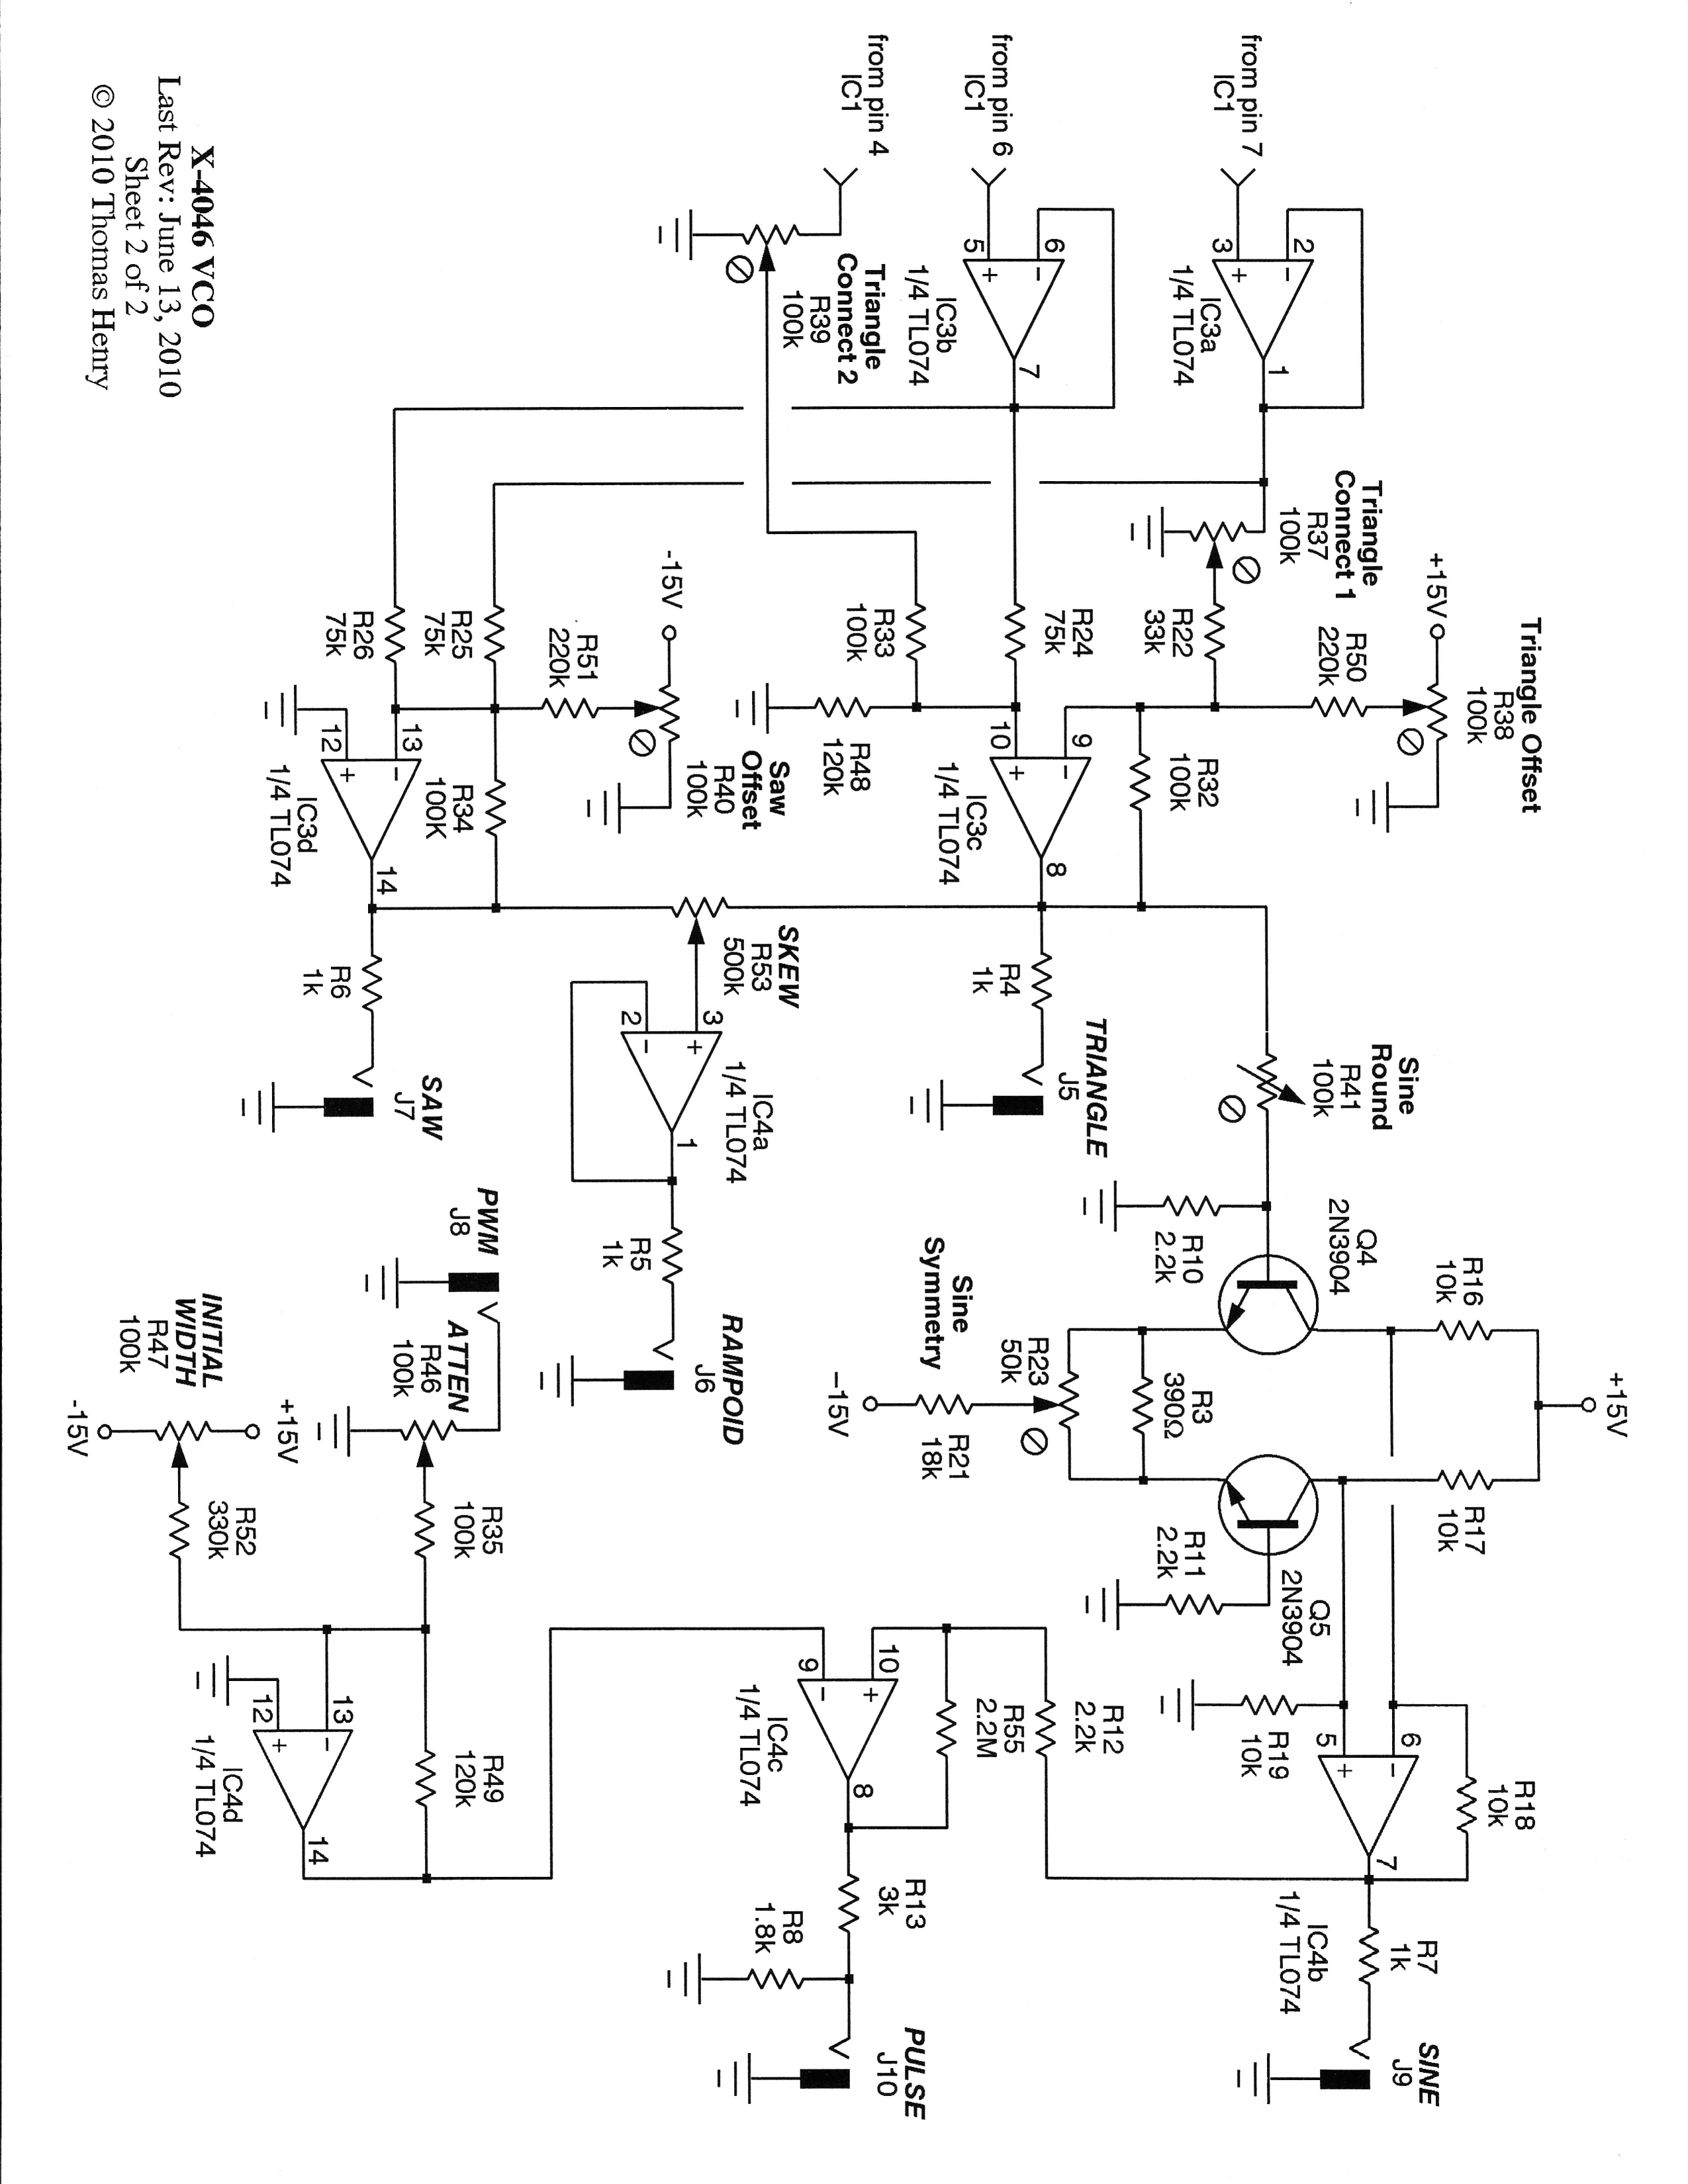 Triangle Offset
R38
100k
+15V
R50
220k
Triangle
Connect 1
R37
100k
from pin 7
IC1
2
3
−
+
1
IC3a
1/4 TL074
R22
33k
R32
100k
R24
75k
9
10
−
+
8
IC3c
1/4 TL074
from pin 6
IC1
6
5
−
+
7
IC3b
1/4 TL074
Triangle
Connect 2
R39
100k
from pin 4
IC1
R33
100k
R48
120k
Saw
Offset
R40
100k
-15V
R51
220k
R25
75k
R26
75k
R34
100K
13
12
−
+
14
IC3d
1/4 TL074
R6
1k
SAW
J7
SKEW
R53
500k
3
2
+
−
1
IC4a
1/4 TL074
R5
1k
RAMPOID
J6
R4
1k
TRIANGLE
J5
Sine
Round
R41
100k
R10
2.2k
Q4
2N3904
R16
10k
+15V
R17
10k
R3
390Ω
R23
50k
Sine
Symmetry
R21
18k
−15V
Q5
2N3904
R11
2.2k
R19
10k
R18
10k
6
5
−
+
7
IC4b
1/4 TL074
R7
1k
SINE
J9
R12
2.2k
R55
2.2M
10
9
+
−
8
IC4c
1/4 TL074
R13
3k
R8
1.8k
PULSE
J10
PWM
J8
ATTEN
R46
100k
R35
100k
INITIAL
WIDTH
R47
100k
+15V
-15V
R52
330k
R49
120k
13
12
−
+
14
IC4d
1/4 TL074
X-4046 VCO
Last Rev: June 13, 2010
Sheet 2 of 2
© 2010 Thomas Henry